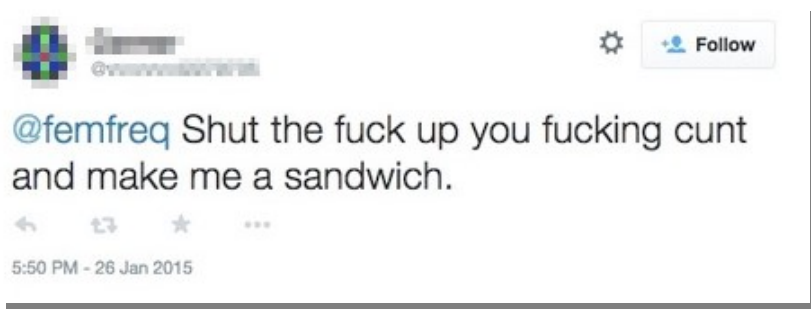 Follow
@femfreq Shut the fuck up you fucking cunt
and make me a sandwich.
5:50 PM - 26 Jan 2015